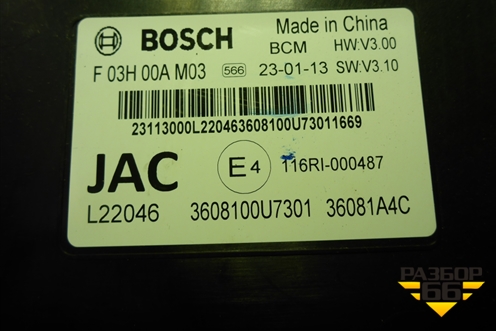 BOSCH
Made in China
BCM HW:V3.00
F 03H 00A M03 566 23-01-13 SW:V3.10
23113000L220463608100U73011669
JAC E4 116RI-000487
L22046 3608100U7301 36081A4C
РАЗБОР
66